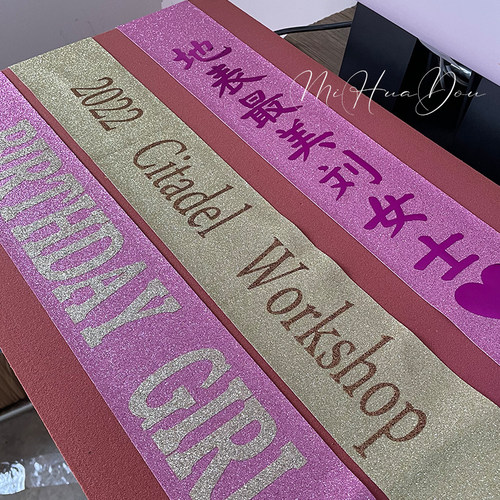 地表最美刘女士
MiHuaDou
2022 Citadel Workshop
BIRTHDAY GIRL